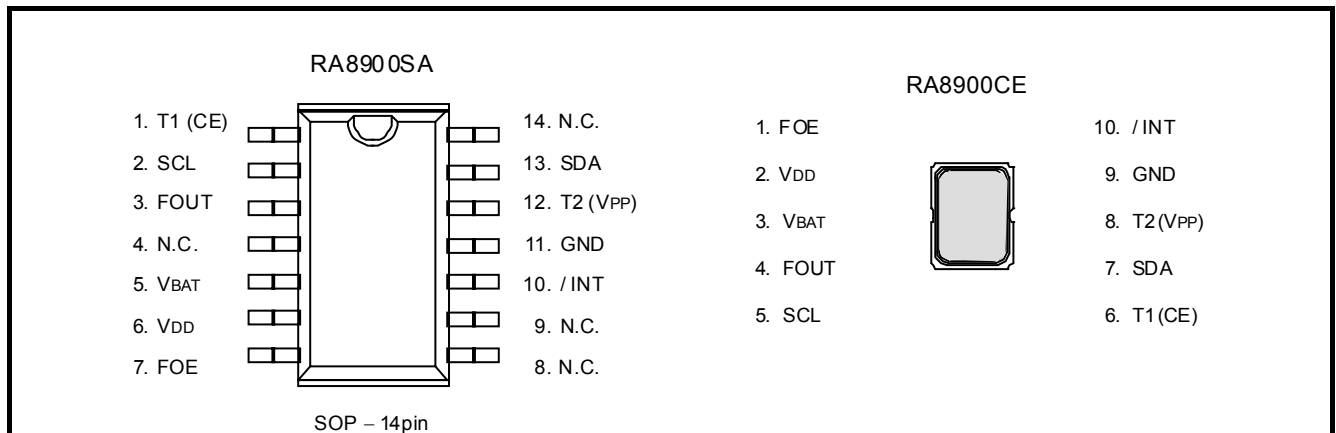 RA8900SA
1. T1 (CE)
2. SCL
3. FOUT
4. N.C.
5. VBAT
6. VDD
7. FOE
14. N.C.
13. SDA
12. T2 (VPP)
11. GND
10. / INT
9. N.C.
8. N.C.
SOP – 14pin
RA8900CE
1. FOE
2. VDD
3. VBAT
4. FOUT
5. SCL
10. / INT
9. GND
8. T2 (VPP)
7. SDA
6. T1 (CE)